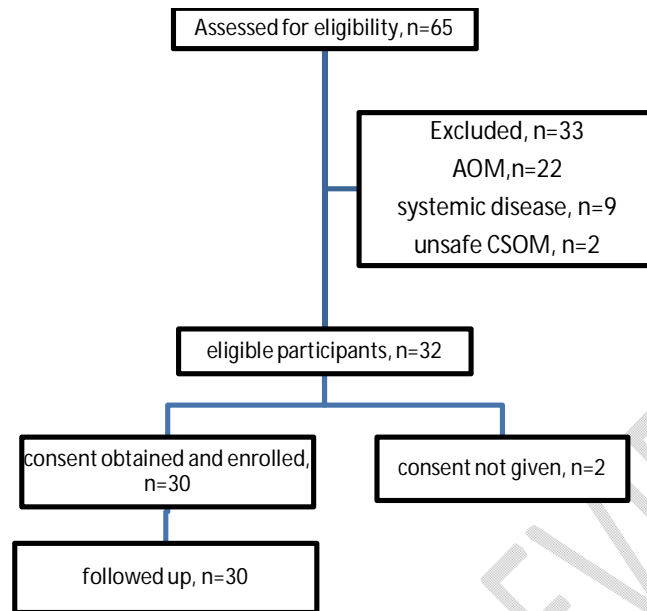 Assessed for eligibility, n=65
Excluded, n=33
AOM,n=22
systemic disease, n=9
unsafe CSOM, n=2
eligible participants, n=32
consent obtained and enrolled,
n=30
consent not given, n=2
followed up, n=30